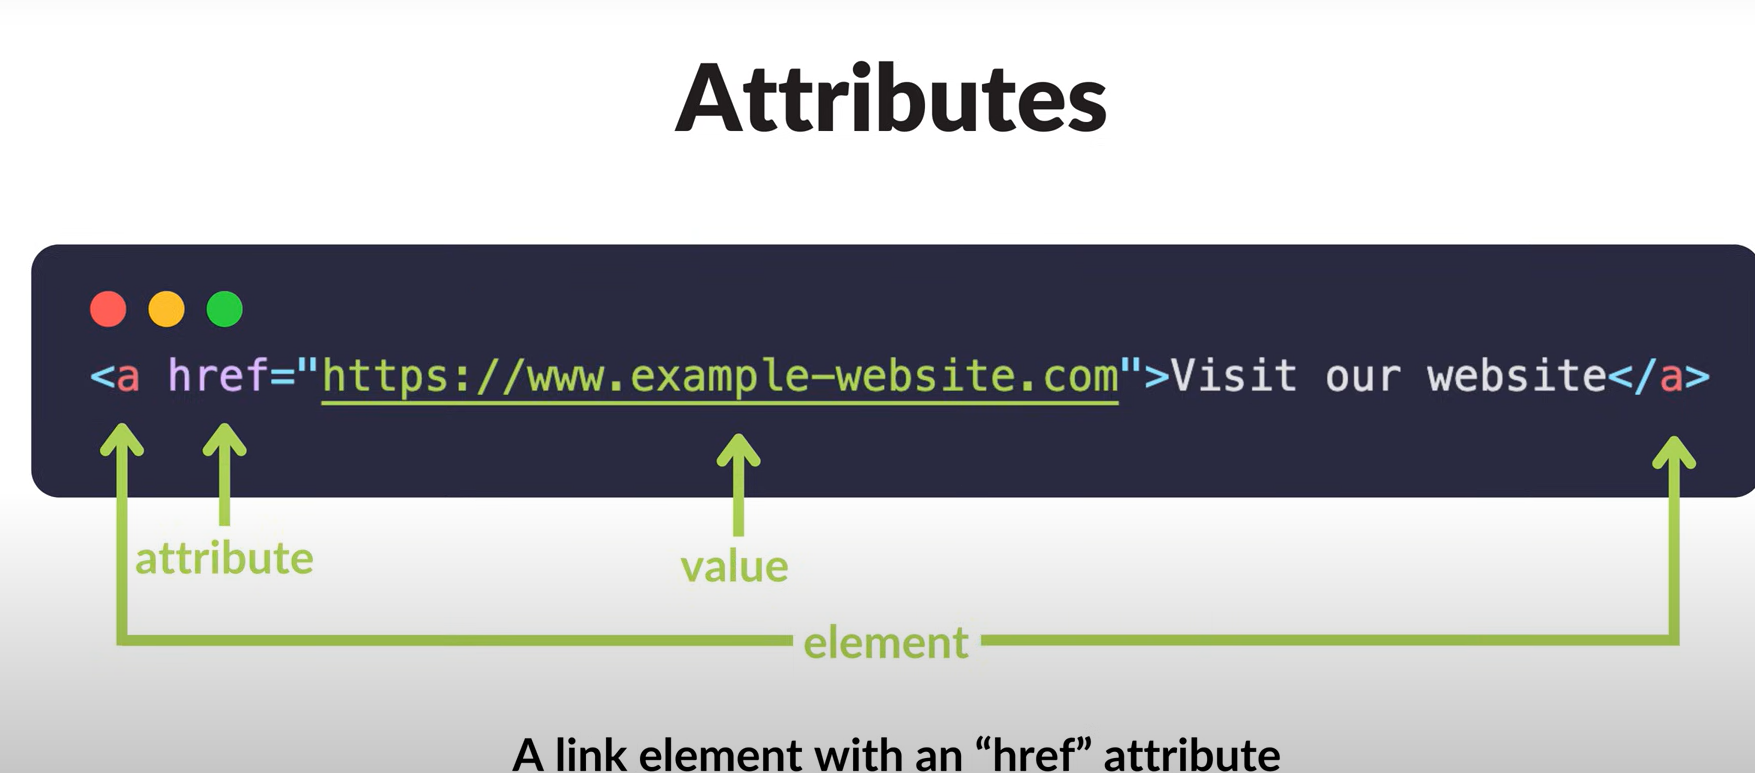 Attributes
<a href="https://www.example-website.com">Visit our website</a>
attribute
value
element
A link element with an “href” attribute